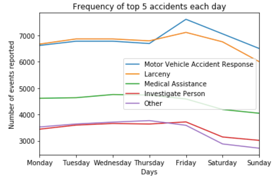 Frequency of top 5 accidents each day
Number of events reported
7000
6000
5000
4000
3000
Motor Vehicle Accident Response
Larceny
Medical Assistance
Investigate Person
Other
Monday Tuesday Wednesday Thursday Friday Saturday Sunday
Days